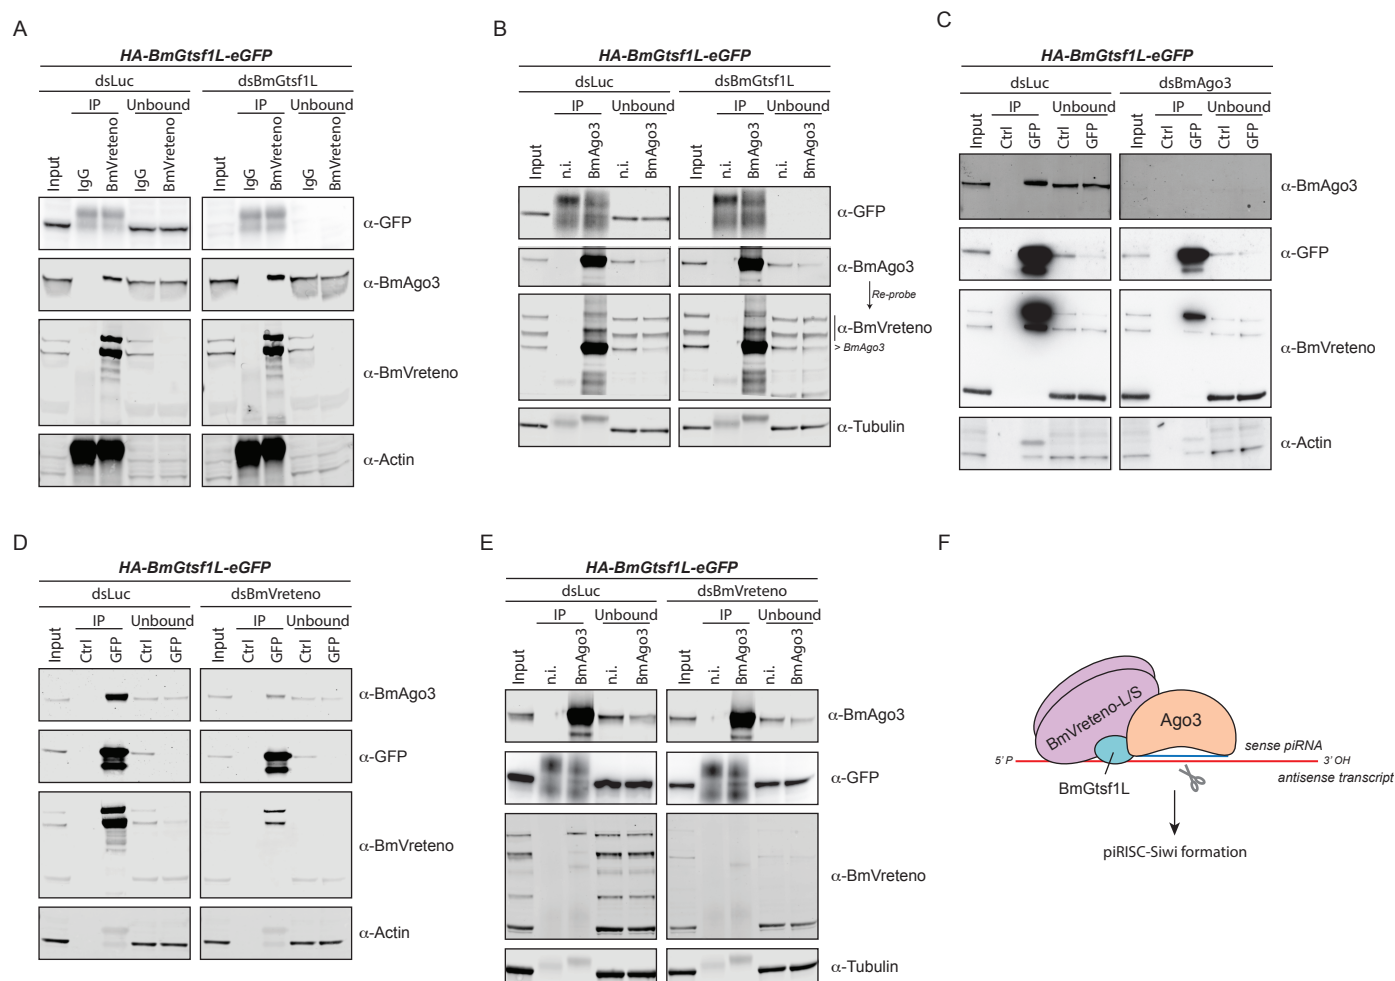 A
HA-BmGtsf1L-eGFP
dsLuc dsBmGtsf1L
IP Unbound IP Unbound
Input IgG BmVreteno IgG BmVreteno Input IgG BmVreteno IgG BmVreteno
α-GFP
α-BmAgo3
α-BmVreteno
α-Actin
B
HA-BmGtsf1L-eGFP
dsLuc dsBmGtsf1L
IP Unbound IP Unbound
Input n.i. BmAgo3 n.i. BmAgo3 Input n.i. BmAgo3 n.i. BmAgo3
α-GFP
α-BmAgo3
Re-probe
α-BmVreteno
> BmAgo3
α-Tubulin
C
HA-BmGtsf1L-eGFP
dsLuc dsBmAgo3
IP Unbound IP Unbound
Input Ctrl GFP Ctrl GFP Input Ctrl GFP Ctrl GFP
α-BmAgo3
α-GFP
α-BmVreteno
α-Actin
D
HA-BmGtsf1L-eGFP
dsLuc dsBmVreteno
IP Unbound IP Unbound
Input Ctrl GFP Ctrl GFP Input Ctrl GFP Ctrl GFP
α-BmAgo3
α-GFP
α-BmVreteno
α-Actin
E
HA-BmGtsf1L-eGFP
dsLuc dsBmVreteno
IP Unbound IP Unbound
Input n.i. BmAgo3 n.i. BmAgo3 Input n.i. BmAgo3 n.i. BmAgo3
α-BmAgo3
α-GFP
α-BmVreteno
α-Tubulin
F
BmVreteno-L/S
Ago3
sense piRNA
5' P 3' OH
antisense transcript
BmGtsf1L
piRISC-Siwi formation